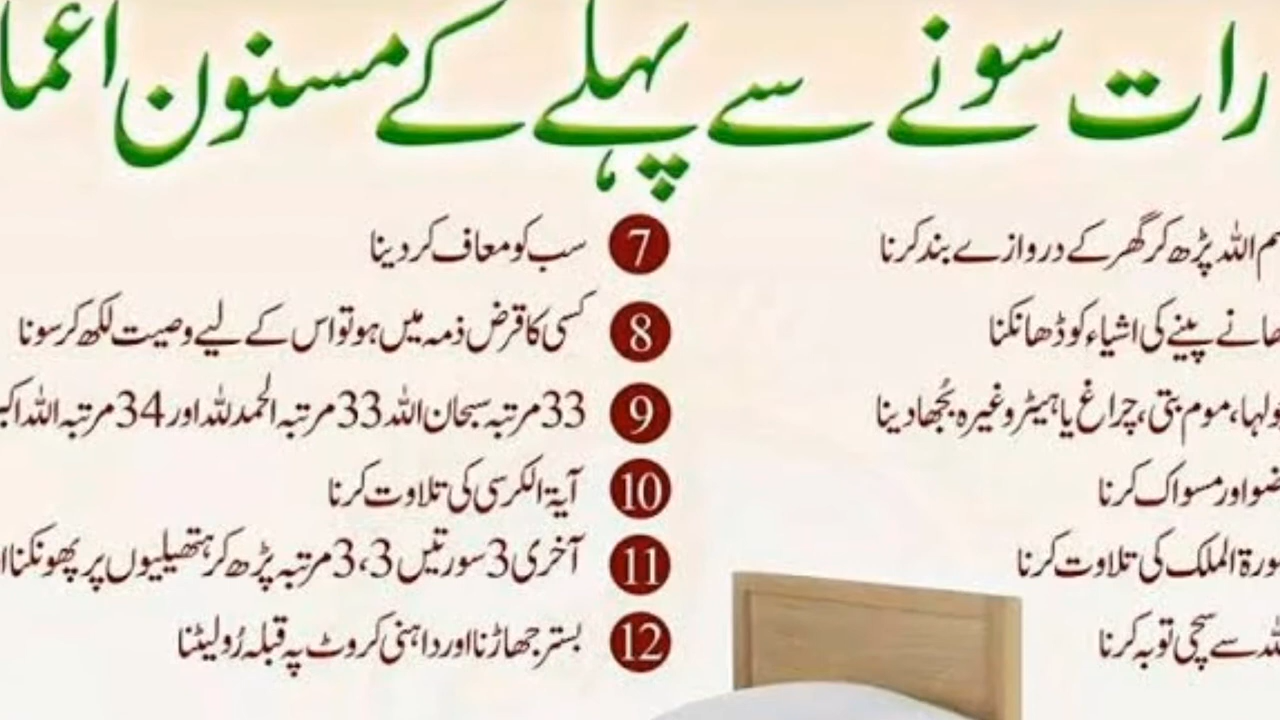 رات سونے سے پہلے کے مسنون اعما
اللہ پڑھ کر گھر کے دروازے بند کرنا
پینے کی اشیاء کو ڈھانکنا
موم بتی، چراغ یا ہیٹر وغیرہ بُجھا دینا
اور مسواک کرنا
الملک کی تلاوت کرنا
سے سچی توبہ کرنا
7 سب کو معاف کر دینا
8 کسی کا قرض ذمہ میں ہو تو اس کے لیے وصیت لکھ کر سونا
9 33 مرتبہ سبحان اللہ 33 مرتبہ الحمدللہ اور 34 مرتبہ اللہ
10 آیۃ الکرسی کی تلاوت کرنا
11 آخری 3 سورتیں 3،3 مرتبہ پڑھ کر ہتھیلیوں پر پھونکنا
12 بستر جھاڑنا اور داہنی کروٹ پہ قبلہ رُو لیٹنا